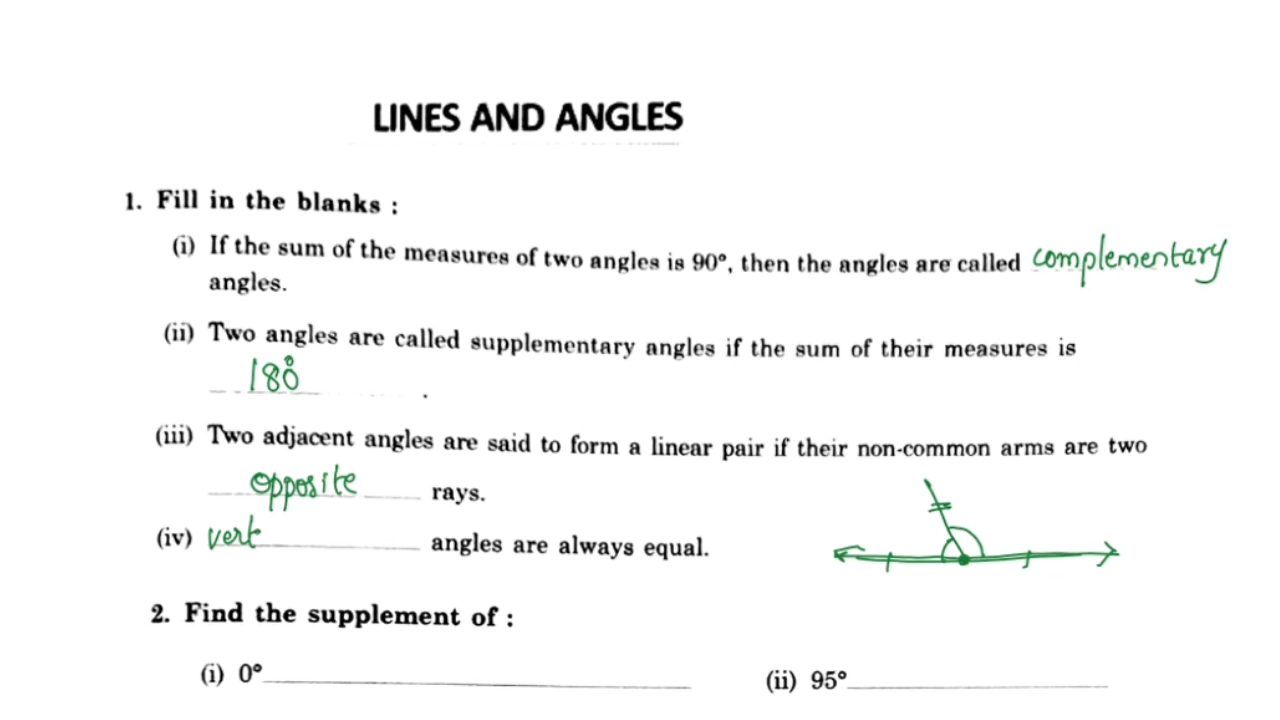 LINES AND ANGLES
1. Fill in the blanks :
(i) If the sum of the measures of two angles is 90°, then the angles are called complementary
angles.
(ii) Two angles are called supplementary angles if the sum of their measures is
180° .
(iii) Two adjacent angles are said to form a linear pair if their non-common arms are two
opposite rays.
(iv) vert angles are always equal.
2. Find the supplement of :
(i) 0° (ii) 95°